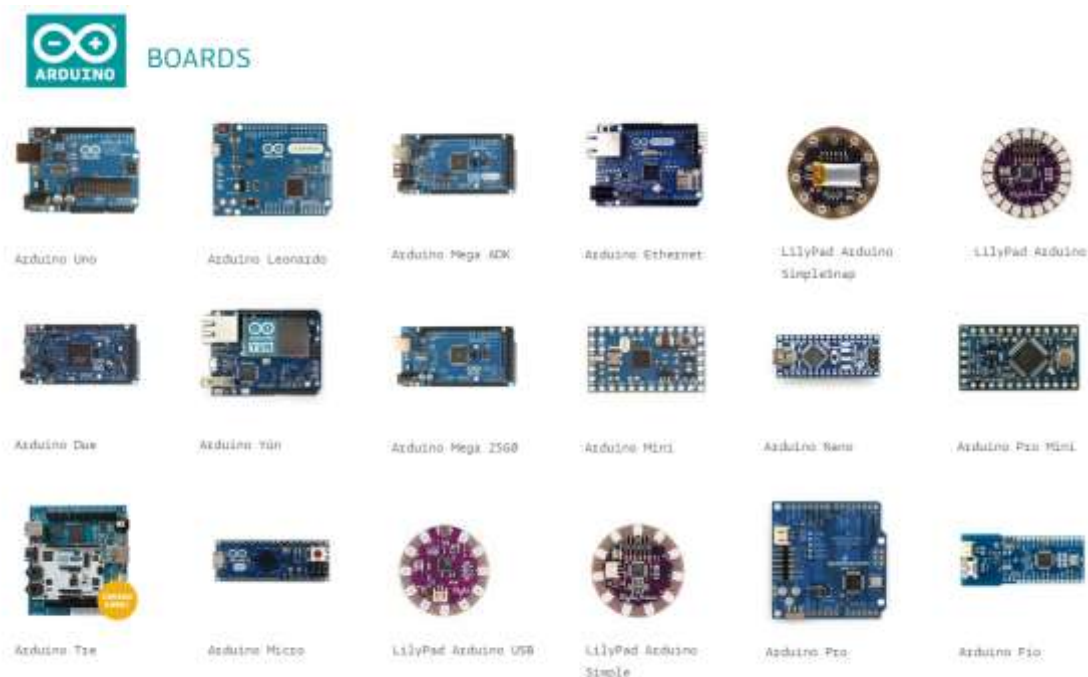 ARDUINO
BOARDS
Arduino Uno
Arduino Leonardo
Arduino Mega ADK
Arduino Ethernet
LilyPad Arduino
SimpleSnap
LilyPad Arduino
Arduino Due
Arduino Yún
Arduino Mega 2560
Arduino Mini
Arduino Nano
Arduino Pro Mini
Arduino Tre
Arduino Micro
LilyPad Arduino USB
LilyPad Arduino
Simple
Arduino Pro
Arduino Fio